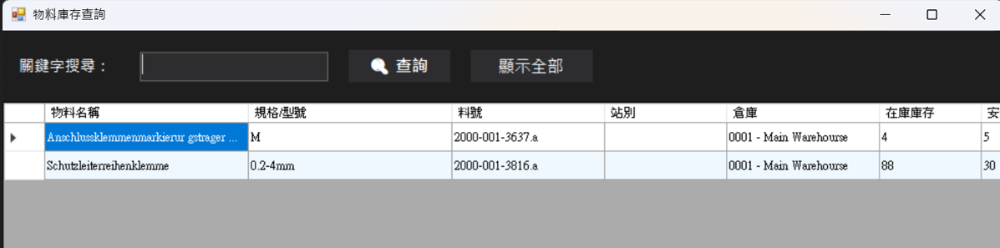 物料庫存查詢
關鍵字搜尋： 查詢 顯示全部
物料名稱 規格/型號 料號 站別 倉庫 在庫庫存 安
Anschlussklemmenmarkierur gstrager ... M 2000-001-3637.a 0001 - Main Warehourse 4 5
Schutzleiterreihenklemme 0.2-4mm 2000-001-3816.a 0001 - Main Warehourse 88 30